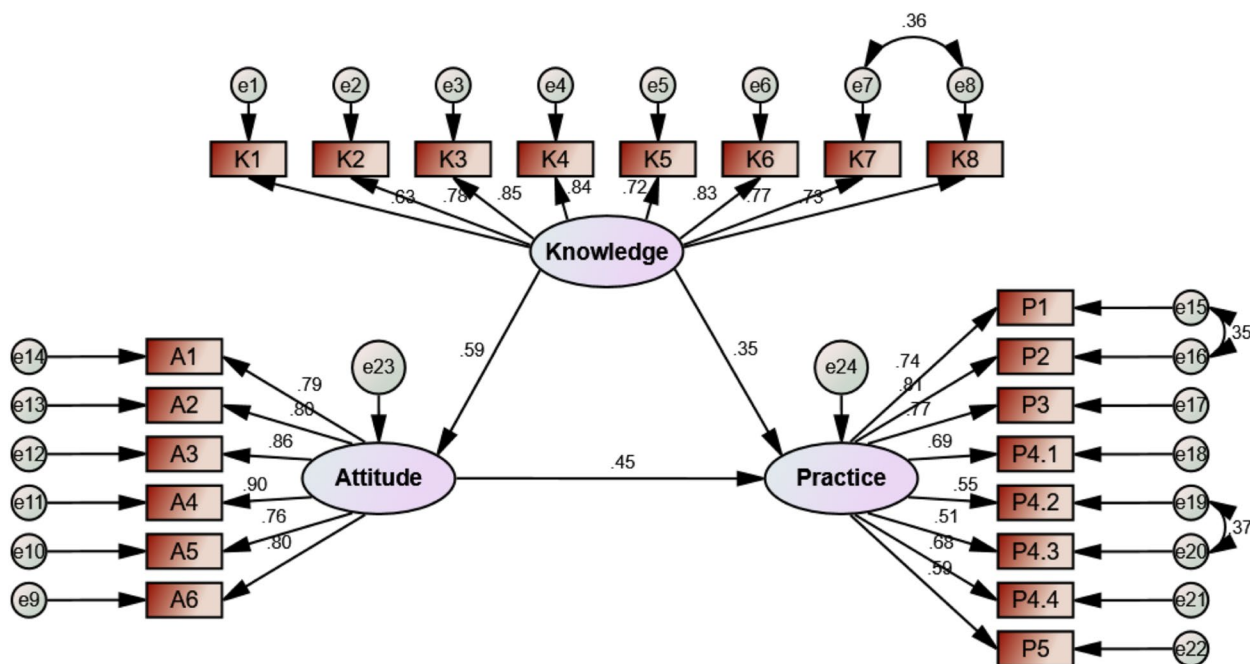 .36
e1 e2 e3 e4 e5 e6 e7 e8
K1 K2 K3 K4 K5 K6 K7 K8
.63 .78 .85 .84 .72 .83 .77 .73
Knowledge
.59 .35
e14 A1 .79
e13 A2 .80
e12 A3 .86
e11 A4 .90
e10 A5 .76
e9 A6 .80
e23
Attitude
.45
e24
Practice
.74 P1 e15
.81 P2 e16
.35
.77 P3 e17
.69 P4.1 e18
.55 P4.2 e19
.51 P4.3 e20
.37
.68 P4.4 e21
.59 P5 e22